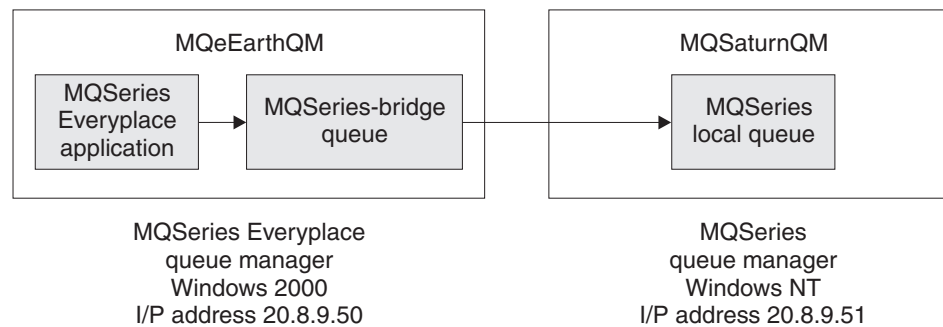 MQeEarthQM
MQSeries
Everyplace
application
MQSeries-bridge
queue
MQSeries Everyplace
queue manager
Windows 2000
I/P address 20.8.9.50
MQSaturnQM
MQSeries
local queue
MQSeries
queue manager
Windows NT
I/P address 20.8.9.51